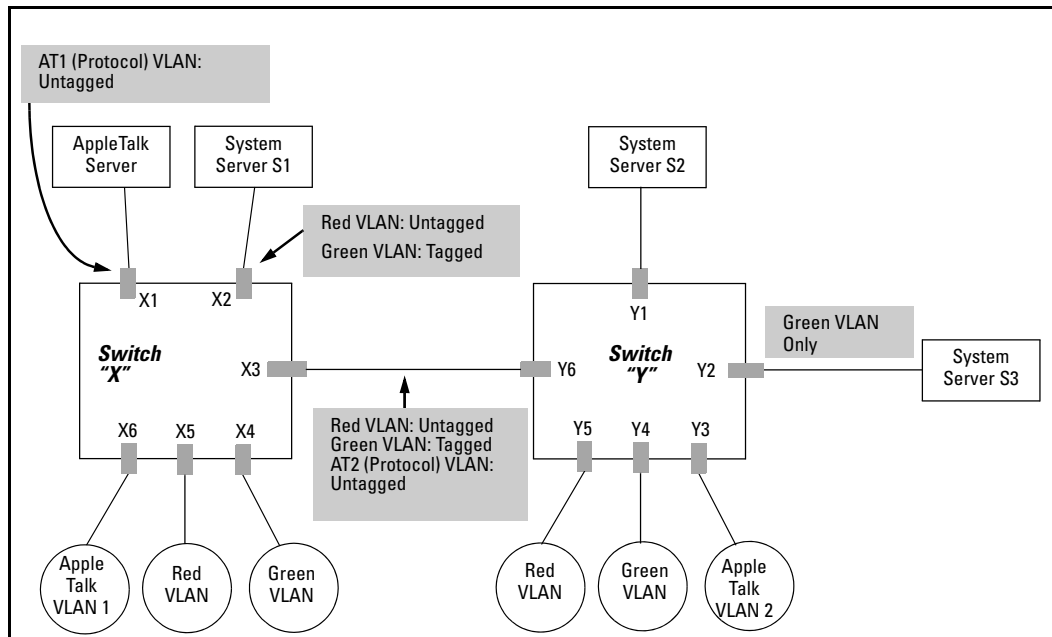 AT1 (Protocol) VLAN:
Untagged
AppleTalk
Server
System
Server S1
System
Server S2
Red VLAN: Untagged
Green VLAN: Tagged
X1
X2
Y1
Green VLAN
Only
Switch
"X"
X3
Y6
Switch
"Y"
Y2
System
Server S3
X6
X5
X4
Red VLAN: Untagged
Green VLAN: Tagged
AT2 (Protocol) VLAN:
Untagged
Y5
Y4
Y3
Apple
Talk
VLAN 1
Red
VLAN
Green
VLAN
Red
VLAN
Green
VLAN
Apple
Talk
VLAN 2